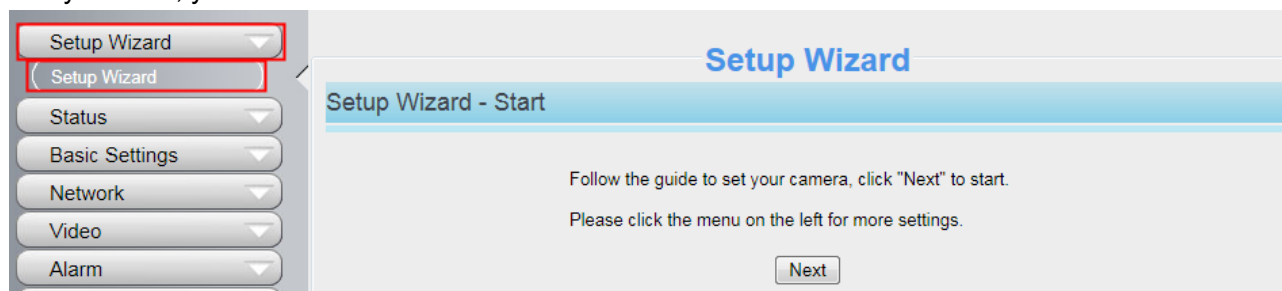 Setup Wizard
Setup Wizard
Status
Basic Settings
Network
Video
Alarm
Setup Wizard
Setup Wizard - Start
Follow the guide to set your camera, click "Next" to start.
Please click the menu on the left for more settings.
Next